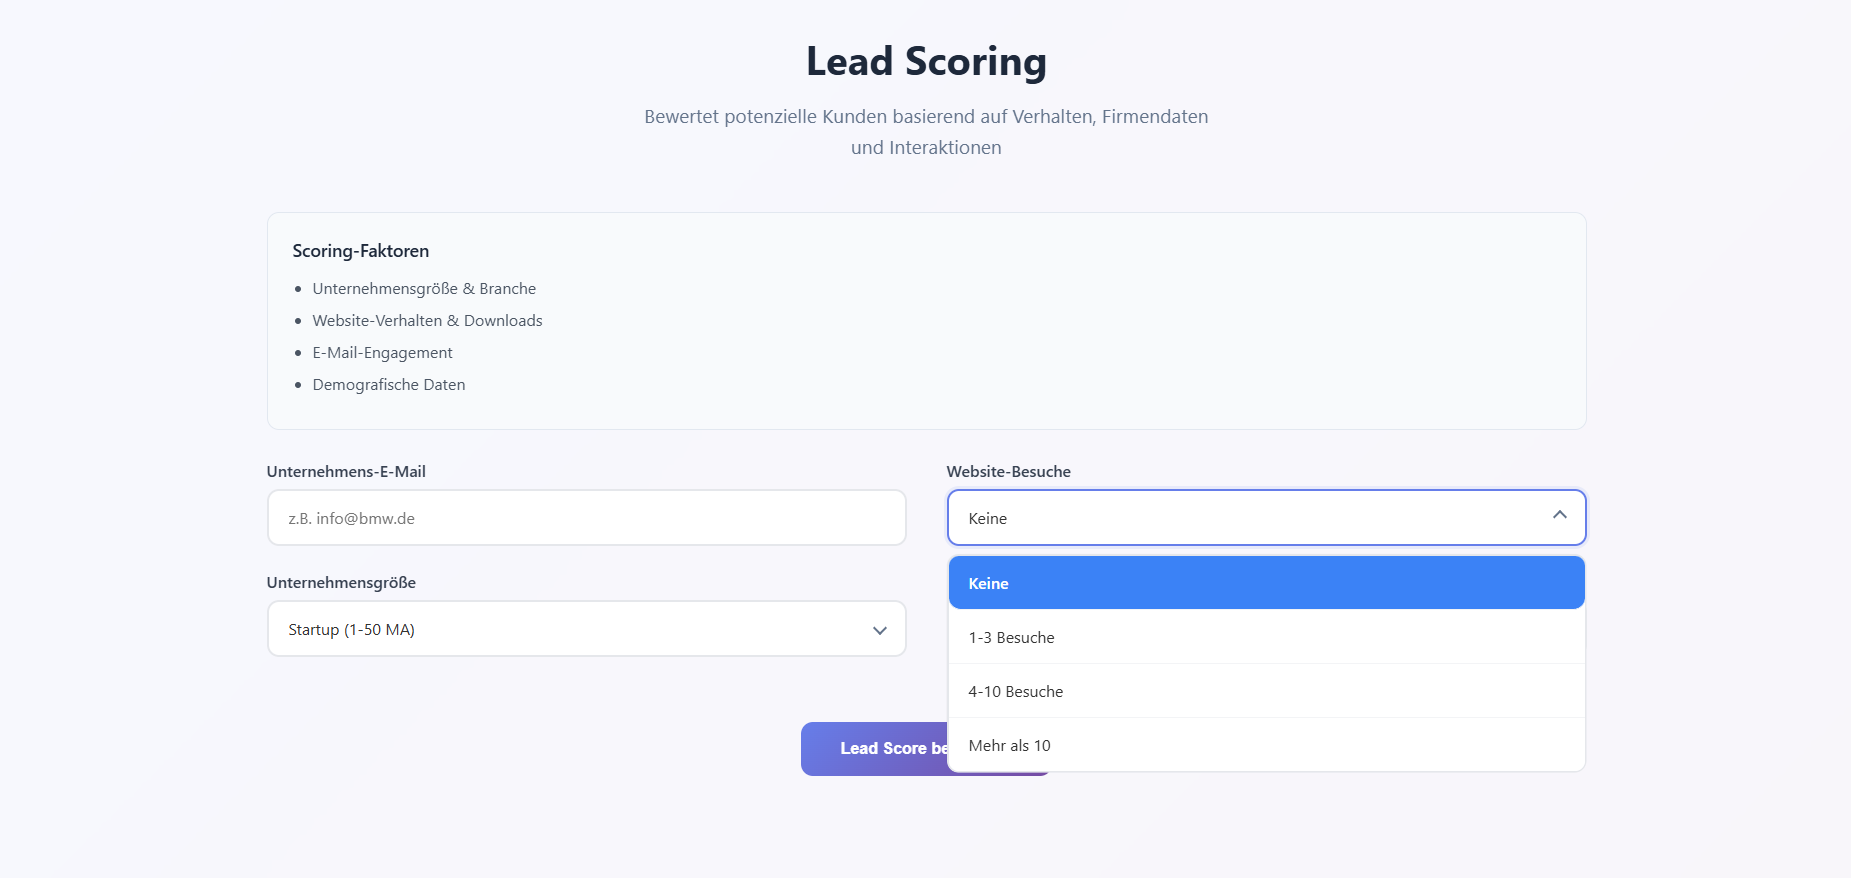 Lead Scoring
Bewertet potenzielle Kunden basierend auf Verhalten, Firmendaten
und Interaktionen
Scoring-Faktoren
Unternehmensgröße & Branche
Website-Verhalten & Downloads
E-Mail-Engagement
Demografische Daten
Unternehmens-E-Mail
z.B. info@bmw.de
Unternehmensgröße
Startup (1-50 MA)
Website-Besuche
Keine
Keine
1-3 Besuche
4-10 Besuche
Mehr als 10
Lead Score